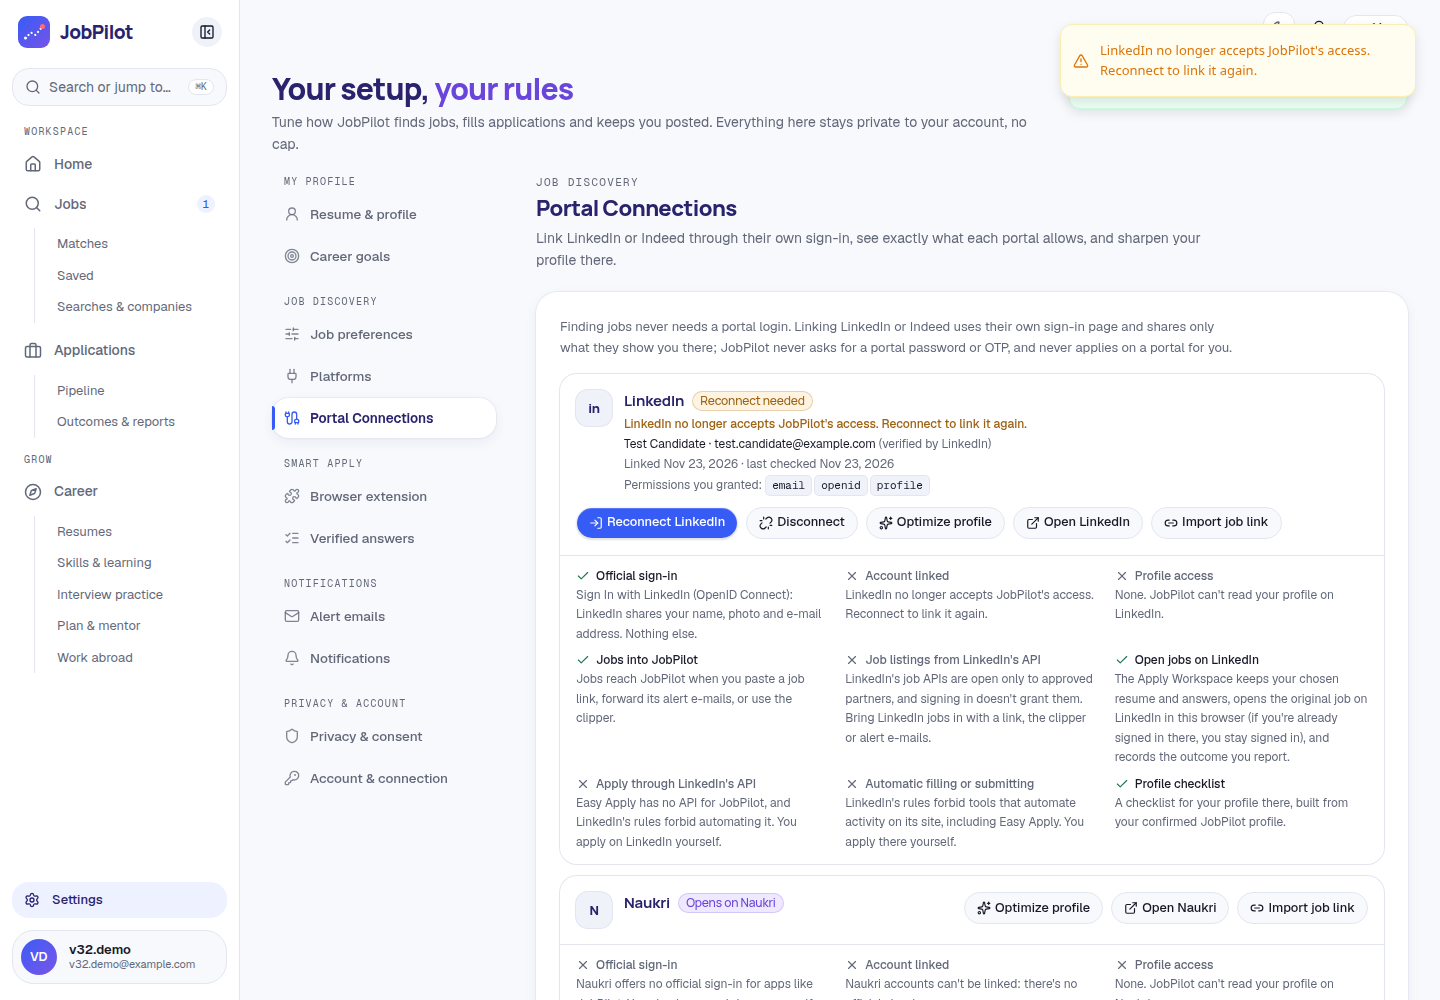 JobPilot
Search or jump to...
⌘K
WORKSPACE
Home
Jobs
1
Matches
Saved
Searches & companies
Applications
Pipeline
Outcomes & reports
GROW
Career
Resumes
Skills & learning
Interview practice
Plan & mentor
Work abroad
Settings
VD
v32.demo
v32.demo@example.com
LinkedIn no longer accepts JobPilot's access.
Reconnect to link it again.
Your setup, your rules
Tune how JobPilot finds jobs, fills applications and keeps you posted. Everything here stays private to your account, no
cap.
MY PROFILE
Resume & profile
Career goals
JOB DISCOVERY
Job preferences
Platforms
Portal Connections
SMART APPLY
Browser extension
Verified answers
NOTIFICATIONS
Alert emails
Notifications
PRIVACY & ACCOUNT
Privacy & consent
Account & connection
JOB DISCOVERY
Portal Connections
Link LinkedIn or Indeed through their own sign-in, see exactly what each portal allows, and sharpen your
profile there.
Finding jobs never needs a portal login. Linking LinkedIn or Indeed uses their own sign-in page and shares only
what they show you there; JobPilot never asks for a portal password or OTP, and never applies on a portal for you.
in
LinkedIn
Reconnect needed
LinkedIn no longer accepts JobPilot's access. Reconnect to link it again.
Test Candidate · test.candidate@example.com (verified by LinkedIn)
Linked Nov 23, 2026 · last checked Nov 23, 2026
Permissions you granted: email openid profile
Reconnect LinkedIn
Disconnect
Optimize profile
Open LinkedIn
Import job link
Official sign-in
Sign In with LinkedIn (OpenID Connect):
LinkedIn shares your name, photo and e-mail
address. Nothing else.
Account linked
LinkedIn no longer accepts JobPilot's access.
Reconnect to link it again.
Profile access
None. JobPilot can't read your profile on
LinkedIn.
Jobs into JobPilot
Jobs reach JobPilot when you paste a job
link, forward its alert e-mails, or use the
clipper.
Job listings from LinkedIn's API
LinkedIn's job APIs are open only to approved
partners, and signing in doesn't grant them.
Bring LinkedIn jobs in with a link, the clipper
or alert e-mails.
Open jobs on LinkedIn
The Apply Workspace keeps your chosen
resume and answers, opens the original job on
LinkedIn in this browser (if you're already
signed in there, you stay signed in), and
records the outcome you report.
Apply through LinkedIn's API
Easy Apply has no API for JobPilot, and
LinkedIn's rules forbid automating it. You
apply on LinkedIn yourself.
Automatic filling or submitting
LinkedIn's rules forbid tools that automate
activity on its site, including Easy Apply. You
apply there yourself.
Profile checklist
A checklist for your profile there, built from
your confirmed JobPilot profile.
N
Naukri
Opens on Naukri
Optimize profile
Open Naukri
Import job link
Official sign-in
Naukri offers no official sign-in for apps like
Account linked
Naukri accounts can't be linked: there's no
Profile access
None. JobPilot can't read your profile on